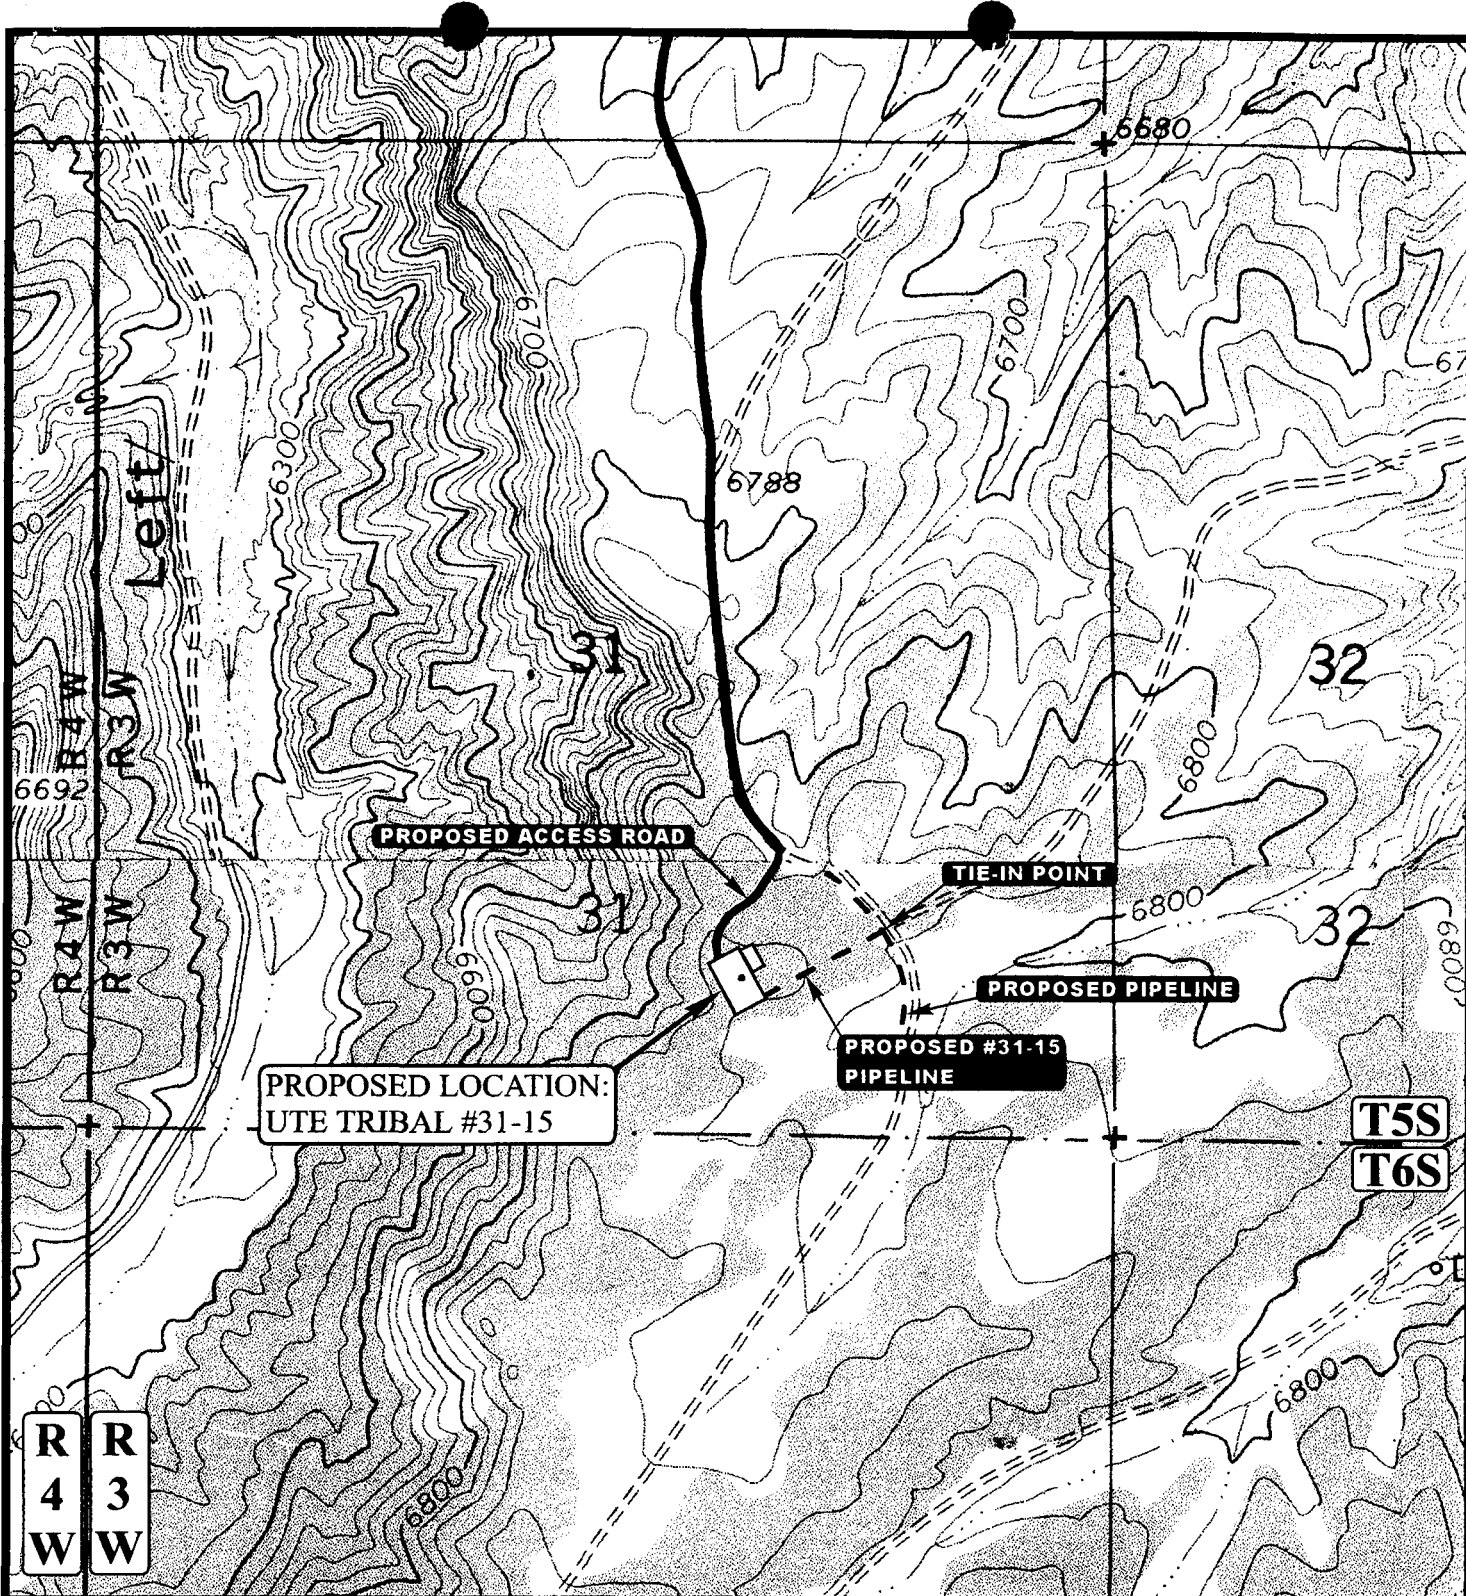 6680
6700
6700
67
6300
6788
Left
31
32
R4W
R3W
6800
6692
PROPOSED ACCESS ROAD
TIE-IN POINT
6800
31
32
R4W
R3W
6600
6800
PROPOSED PIPELINE
PROPOSED #31-15
PIPELINE
PROPOSED LOCATION:
UTE TRIBAL #31-15
T5S
T6S
6800
R
4
W
R
3
W
6800